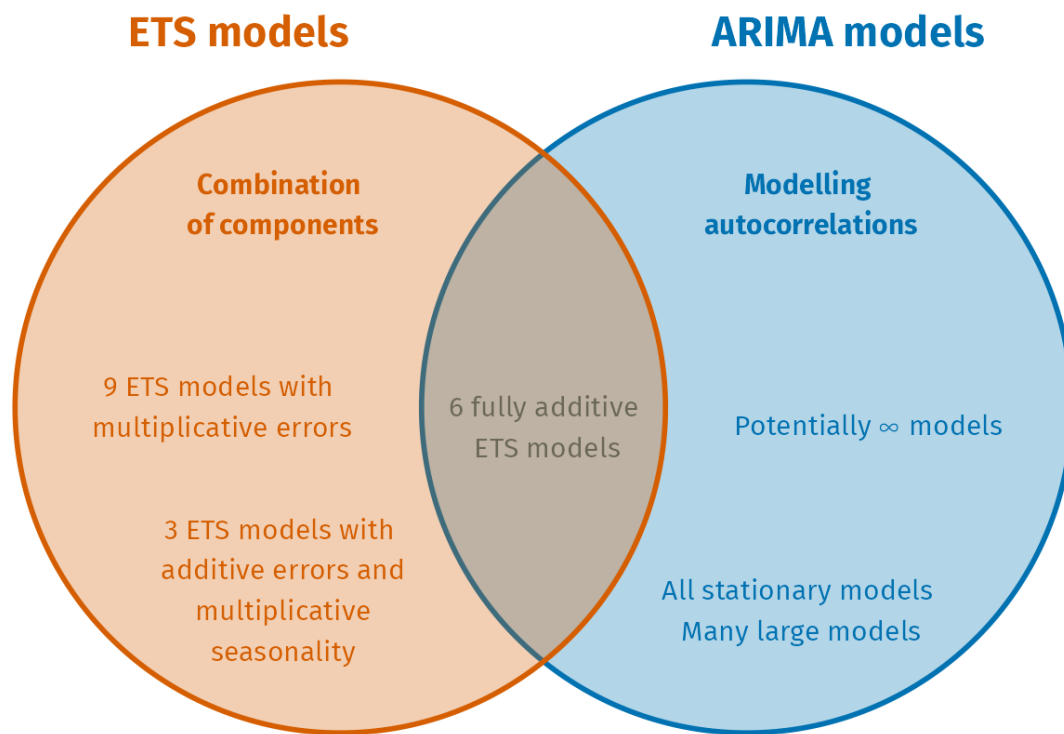 ETS models
ARIMA models
Combination
of components
Modelling
autocorrelations
9 ETS models with
multiplicative errors
6 fully additive
ETS models
Potentially ∞ models
3 ETS models with
additive errors and
multiplicative
seasonality
All stationary models
Many large models